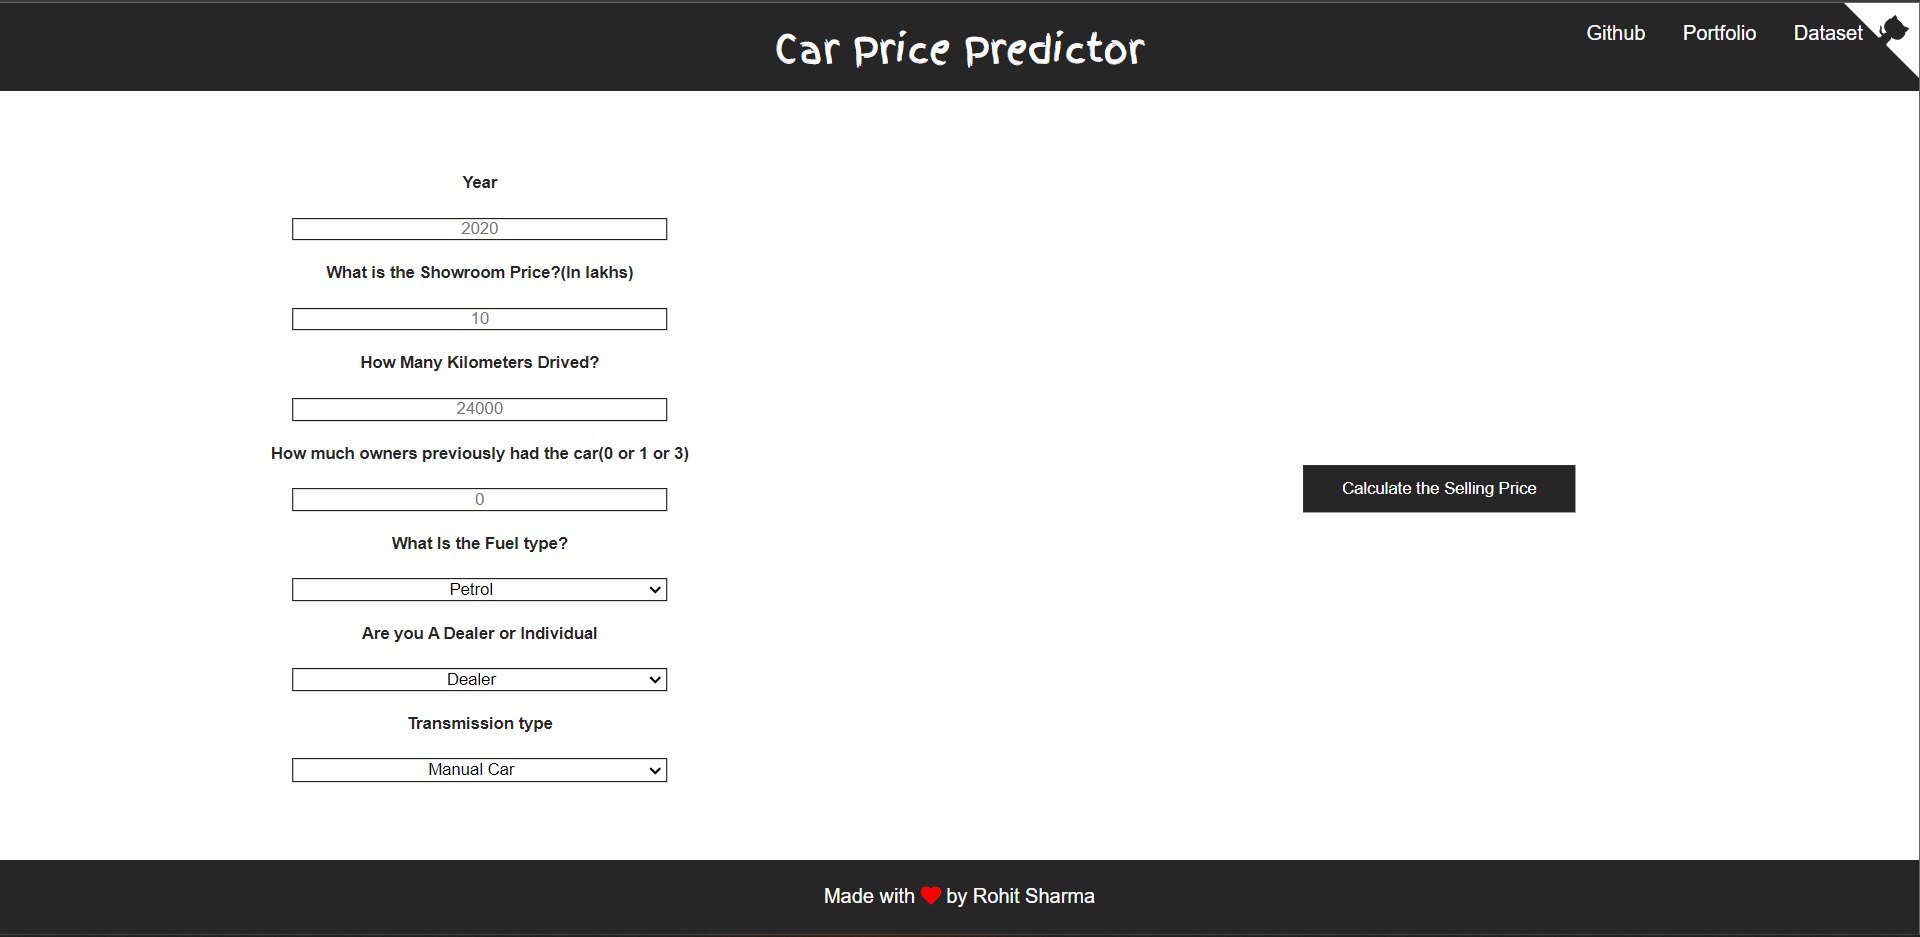 Car Price Predictor
Github Portfolio Dataset
Year
2020
What is the Showroom Price?(In lakhs)
10
How Many Kilometers Drived?
24000
How much owners previously had the car(0 or 1 or 3)
0
Calculate the Selling Price
What Is the Fuel type?
Petrol
Are you A Dealer or Individual
Dealer
Transmission type
Manual Car
Made with ❤ by Rohit Sharma